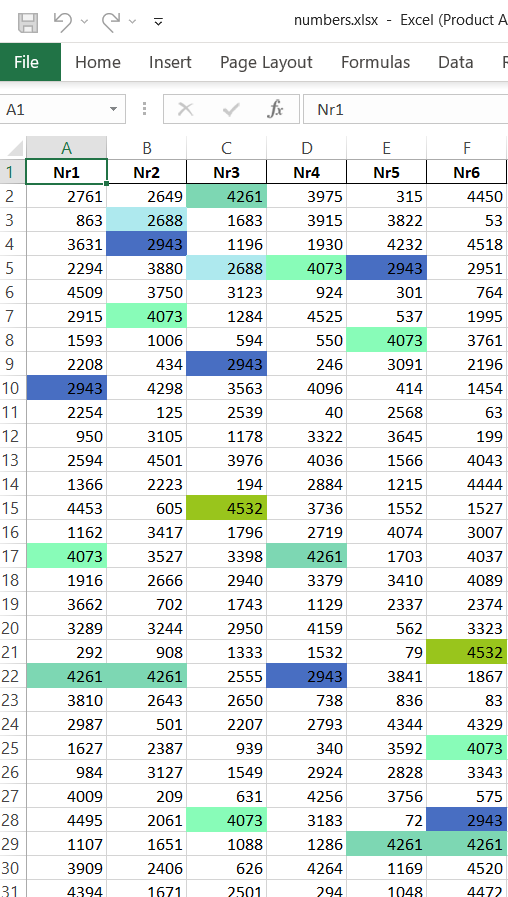 numbers.xlsx - Excel (Product A
File Home Insert Page Layout Formulas Data
A1 fx Nr1
A B C D E F
1 Nr1 Nr2 Nr3 Nr4 Nr5 Nr6
2 2761 2649 4261 3975 315 4450
3 863 2688 1683 3915 3822 53
4 3631 2943 1196 1930 4232 4518
5 2294 3880 2688 4073 2943 2951
6 4509 3750 3123 924 301 764
7 2915 4073 1284 4525 537 1995
8 1593 1006 594 550 4073 3761
9 2208 434 2943 246 3091 2196
10 2943 4298 3563 4096 414 1454
11 2254 125 2539 40 2568 63
12 950 3105 1178 3322 3645 199
13 2594 4501 3976 4036 1566 4043
14 1366 2223 194 2884 1215 4444
15 4453 605 4532 3736 1552 1527
16 1162 3417 1796 2719 4074 3007
17 4073 3527 3398 4261 1703 4037
18 1916 2666 2940 3379 3410 4089
19 3662 702 1743 1129 2337 2374
20 3289 3244 2950 4159 562 3323
21 292 908 1333 1532 79 4532
22 4261 4261 2555 2943 3841 1867
23 3810 2643 2650 738 836 83
24 2987 501 2207 2793 4344 4329
25 1627 2387 939 340 3592 4073
26 984 3127 1549 2924 2828 3343
27 4009 209 631 4256 3756 575
28 4495 2061 4073 3183 72 2943
29 1107 1651 1088 1286 4261 4261
30 3909 2406 626 4264 1169 4520
31 4394 1671 2501 294 1048 4472